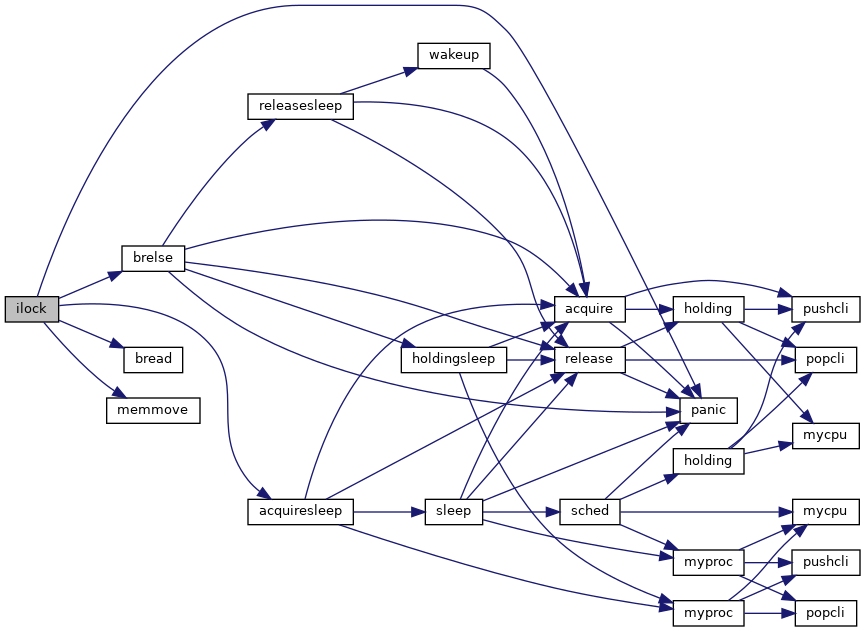 wakeup
releasesleep
brelse
ilock
acquire
holding
pushcli
bread
holdingsleep
release
popcli
memmove
panic
mycpu
holding
acquiresleep
sleep
sched
mycpu
myproc
pushcli
myproc
popcli